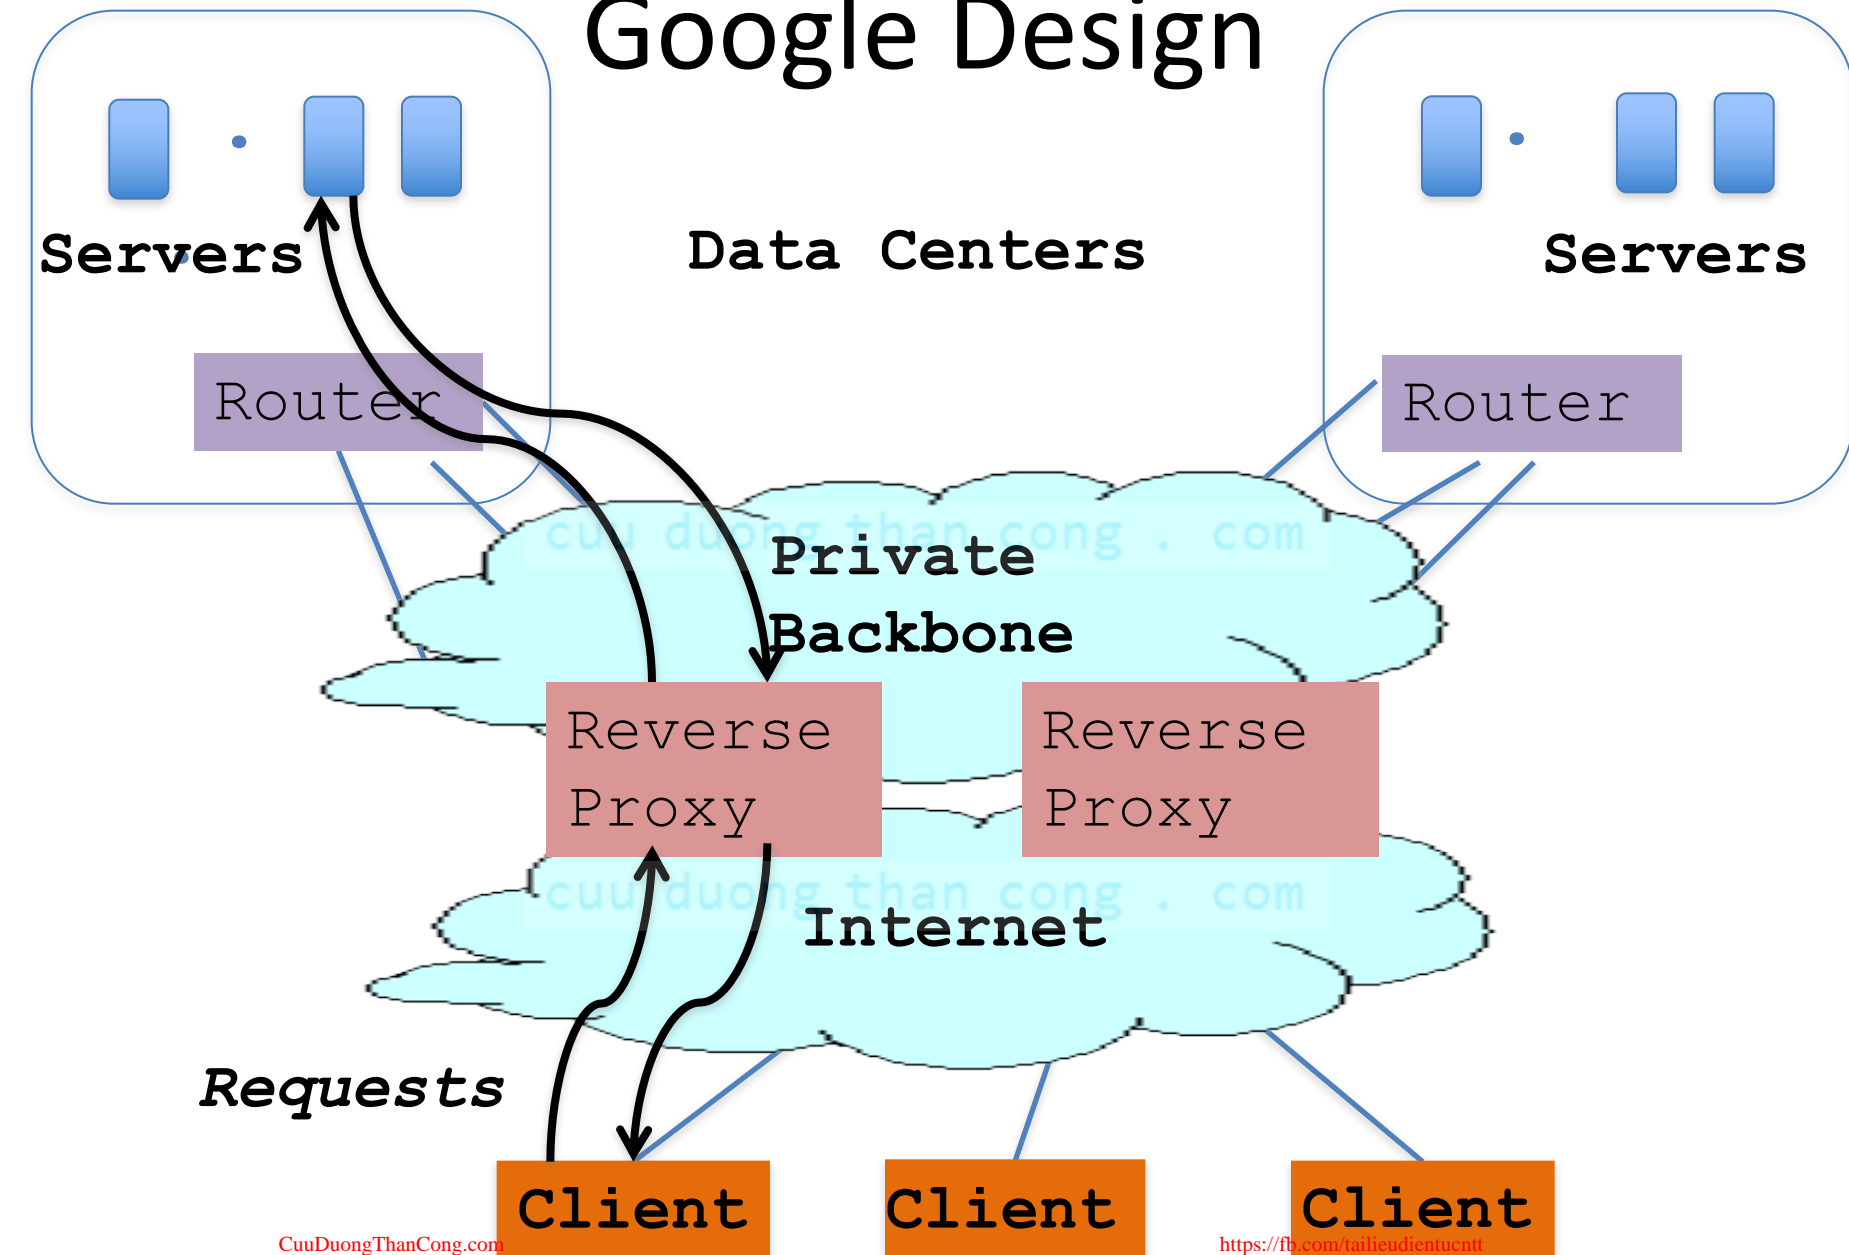 Google Design
Servers
Data Centers
Servers
Router
Router
cuu duong than cong . com
Private
Backbone
Reverse
Proxy
Reverse
Proxy
cuu duong than cong . com
Internet
Requests
Client
Client
Client
CuuDuongThanCong.com
https://fb.com/tailieudientucntt